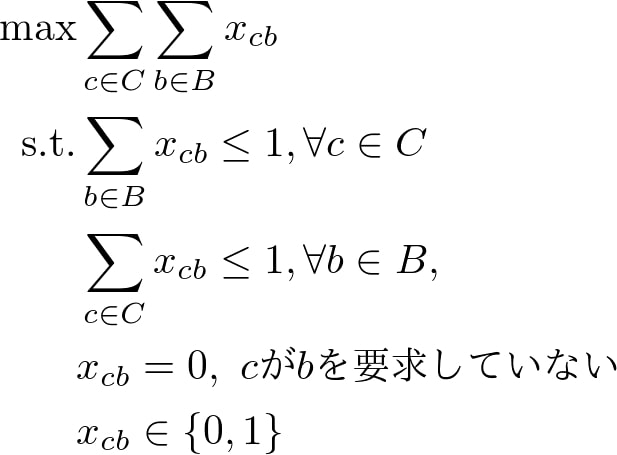 max ∑_{c∈C} ∑_{b∈B} x_{cb}
s.t. ∑_{b∈B} x_{cb} ≤ 1, ∀c ∈ C
∑_{c∈C} x_{cb} ≤ 1, ∀b ∈ B,
x_{cb} = 0, cがbを要求していない
x_{cb} ∈ {0, 1}